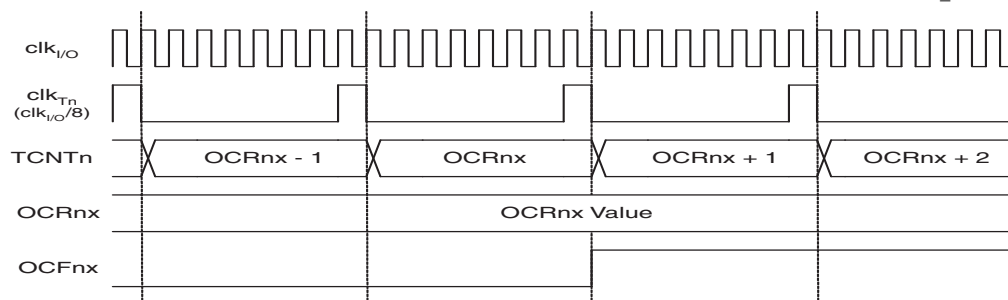 clkI/O
clkTn
(clkI/O/8)
TCNTn OCRnx - 1 OCRnx OCRnx + 1 OCRnx + 2
OCRnx OCRnx Value
OCFnx